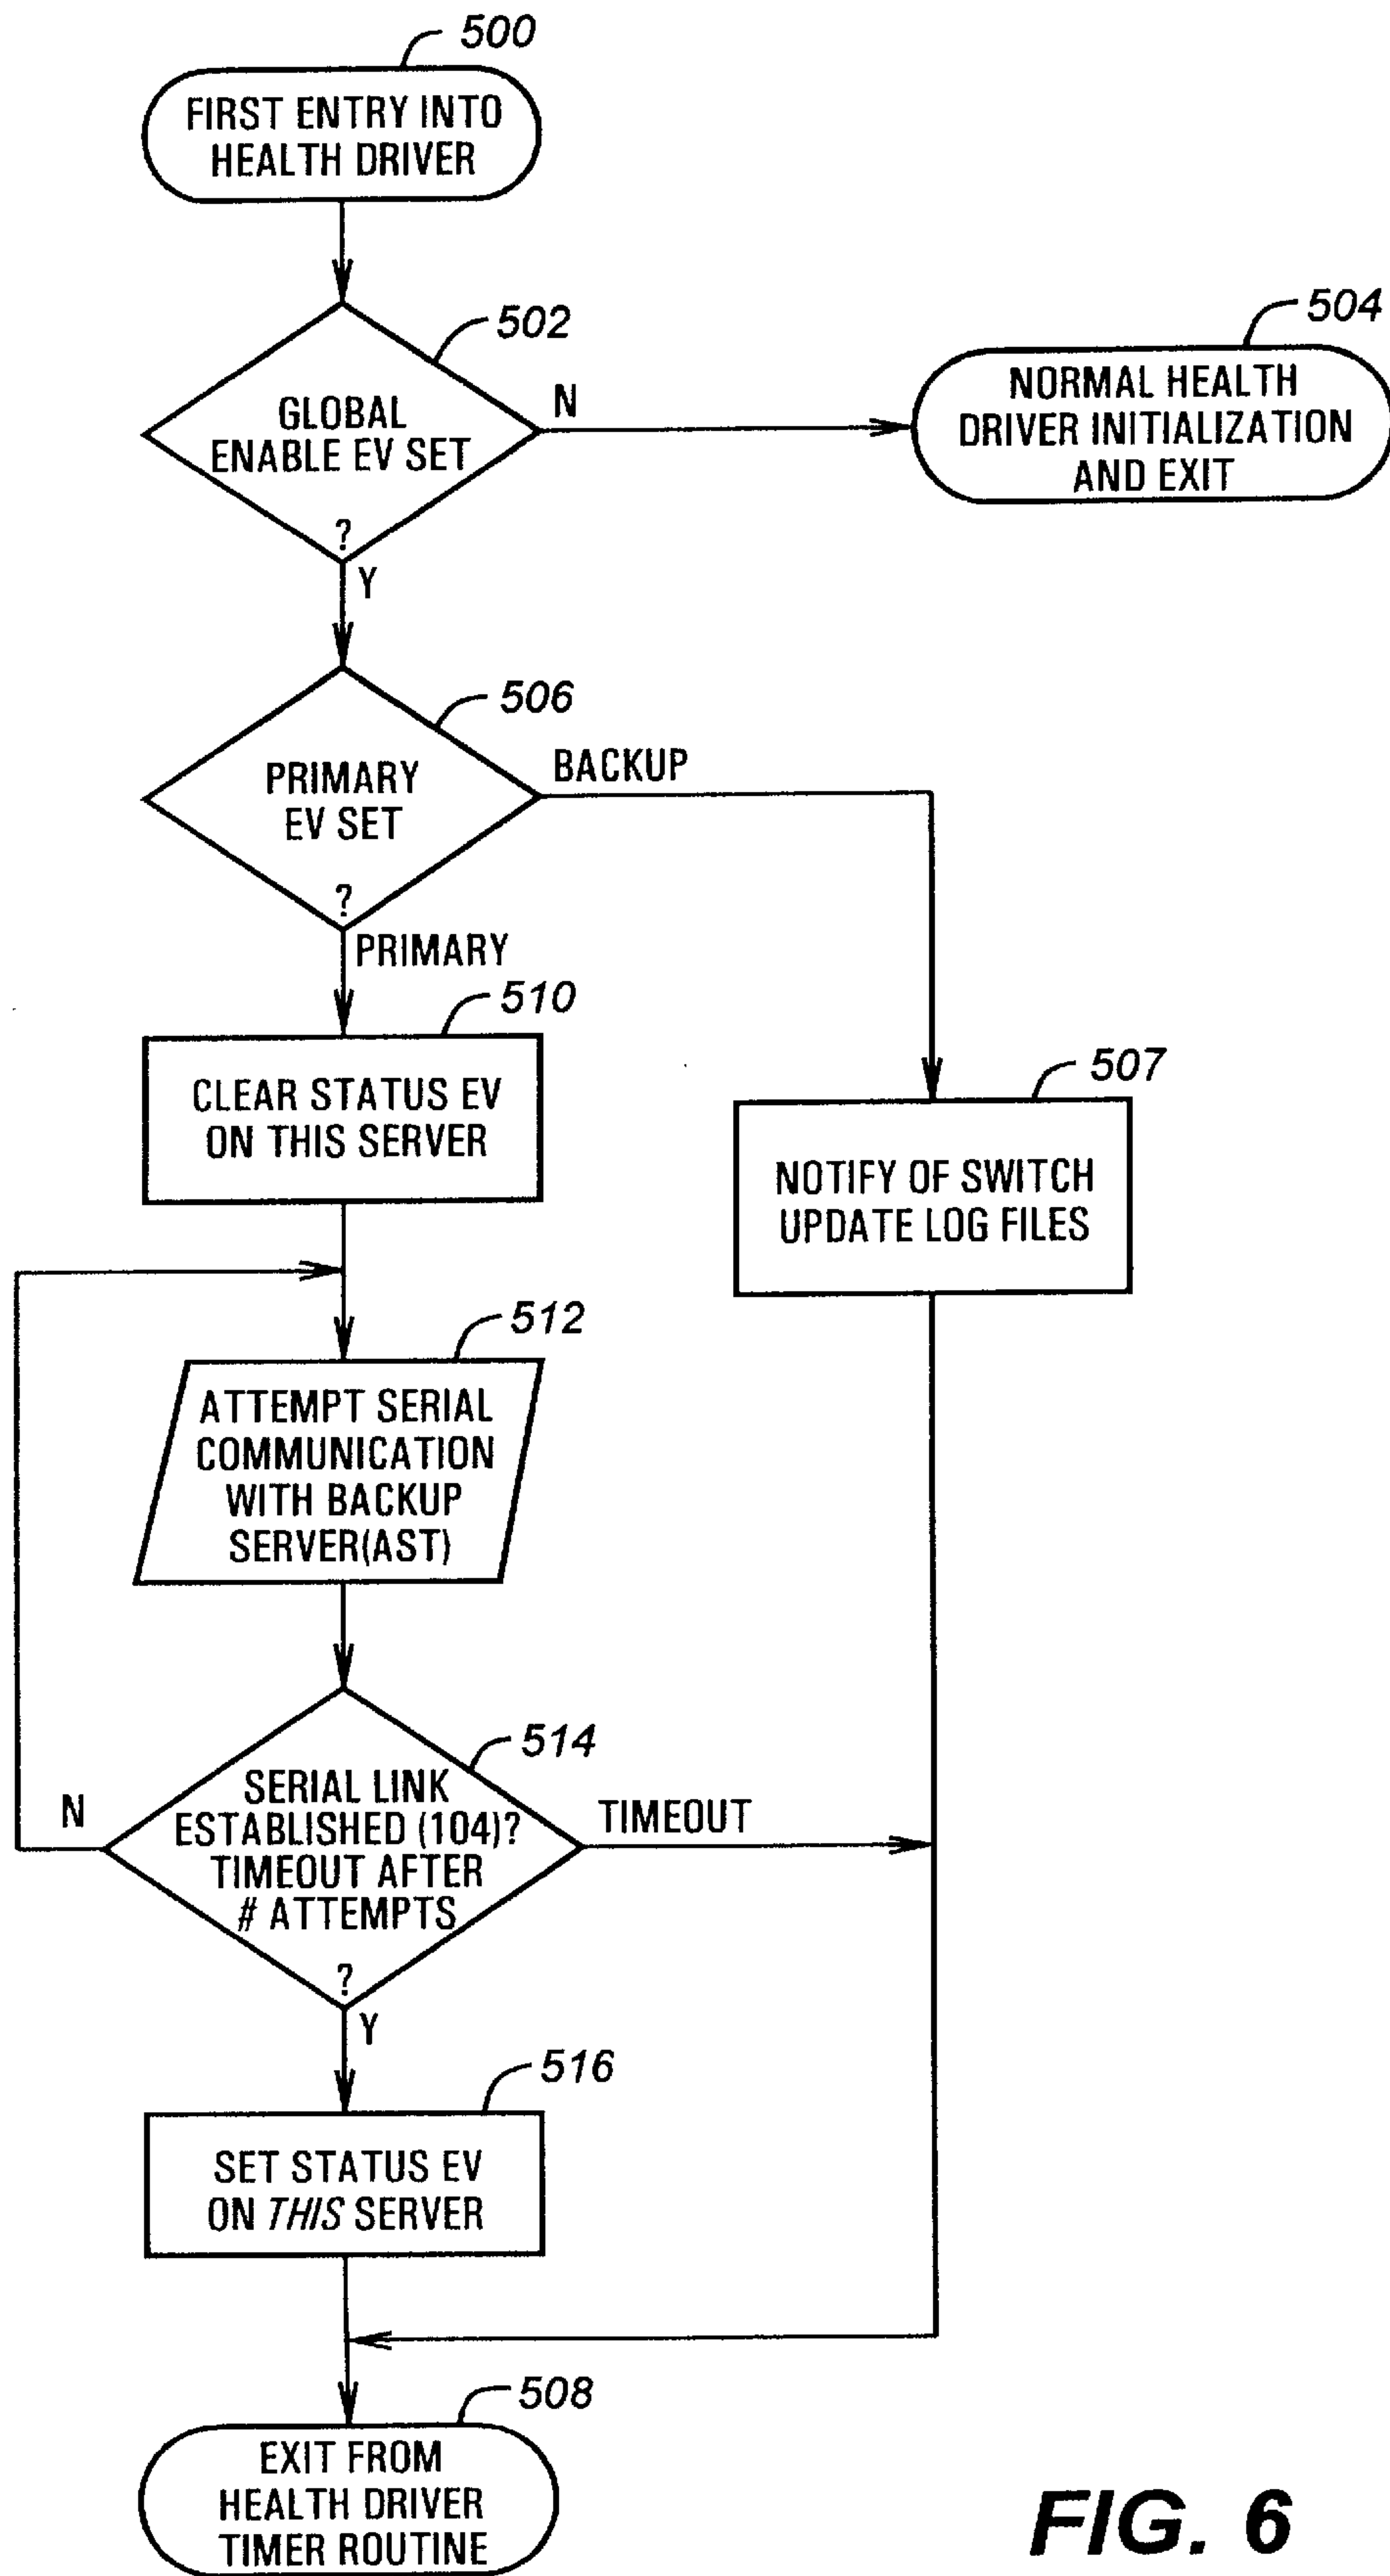 500
FIRST ENTRY INTO
HEALTH DRIVER
502
GLOBAL
ENABLE EV SET
?
N
504
NORMAL HEALTH
DRIVER INITIALIZATION
AND EXIT
Y
506
PRIMARY
EV SET
?
BACKUP
PRIMARY
510
CLEAR STATUS EV
ON THIS SERVER
507
NOTIFY OF SWITCH
UPDATE LOG FILES
512
ATTEMPT SERIAL
COMMUNICATION
WITH BACKUP
SERVER(AST)
514
SERIAL LINK
ESTABLISHED (104)?
TIMEOUT AFTER
# ATTEMPTS
?
N
TIMEOUT
Y
516
SET STATUS EV
ON THIS SERVER
508
EXIT FROM
HEALTH DRIVER
TIMER ROUTINE
FIG. 6